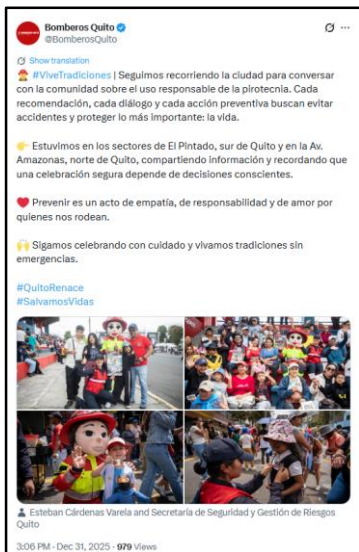 Bomberos Quito
@BomberosQuito
Show translation
#ViveTradiciones | Seguimos recorriendo la ciudad para conversar
con la comunidad sobre el uso responsable de la pirotecnia. Cada
recomendación, cada diálogo y cada acción preventiva buscan evitar
accidentes y proteger lo más importante: la vida.
👉 Estuvimos en los sectores de El Pintado, sur de Quito y en la Av.
Amazonas, norte de Quito, compartiendo información y recordando que
una celebración segura depende de decisiones conscientes.
❤️ Prevenir es un acto de empatía, de responsabilidad y de amor por
quienes nos rodean.
🙌 Sigamos celebrando con cuidado y vivamos tradiciones sin
emergencias.
#QuitoRenace
#SalvamosVidas
Esteban Cárdenas Varela and Secretaría de Seguridad y Gestión de Riesgos
Quito
3:06 PM · Dec 31, 2025 · 979 Views